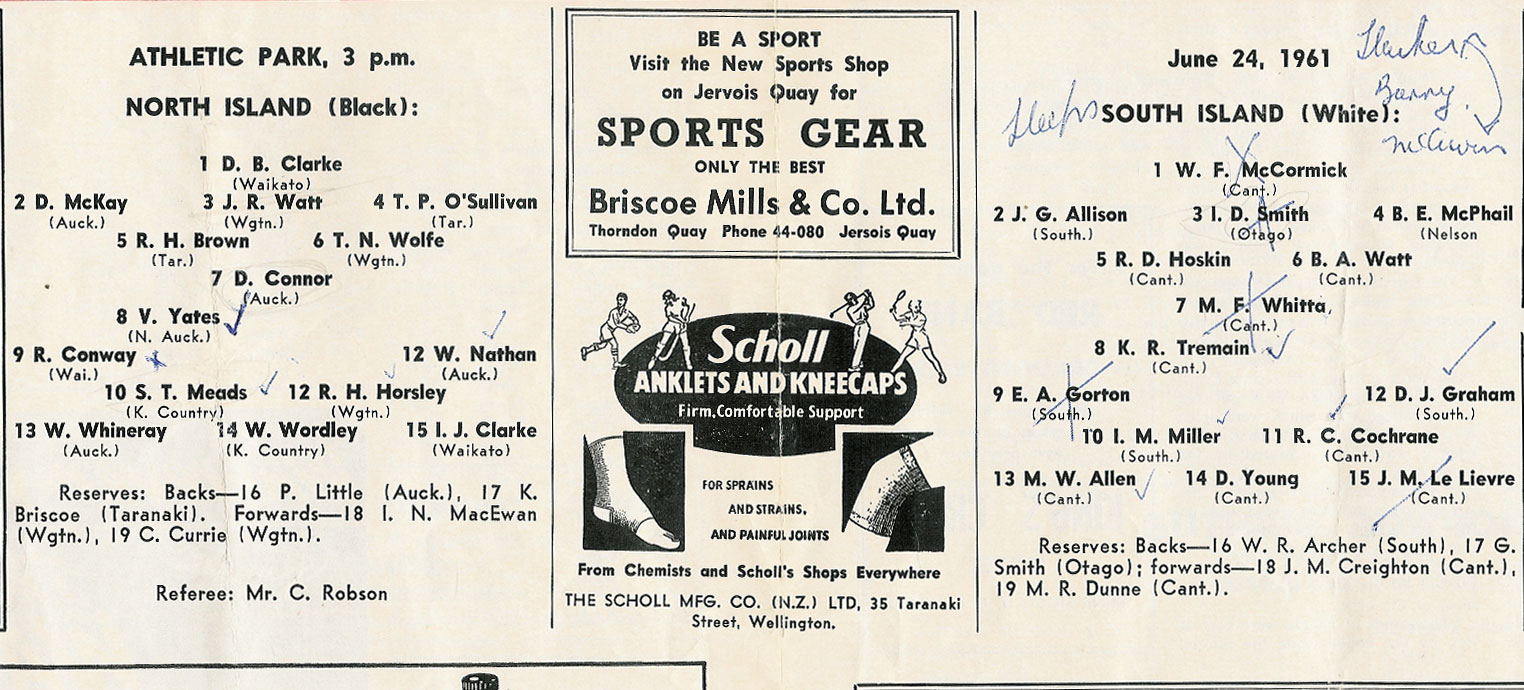 ATHLETIC PARK, 3 p.m.
NORTH ISLAND (Black):
1 D. B. Clarke
(Waikato)
2 D. McKay 3 J. R. Watt 4 T. P. O'Sullivan
(Auck.) (Wgtn.) (Tar.)
5 R. H. Brown 6 T. N. Wolfe
(Tar.) (Wgtn.)
7 D. Connor
(Auck.)
8 V. Yates
(N. Auck.)
9 R. Conway 12 W. Nathan
(Wai.) (Auck.)
10 S. T. Meads 12 R. H. Horsley
(K. Country) (Wgtn.)
13 W. Whineray 14 W. Wordley 15 I. J. Clarke
(Auck.) (K. Country) (Waikato)
Reserves: Backs—16 P. Little (Auck.), 17 K.
Briscoe (Taranaki). Forwards—18 I. N. MacEwan
(Wgtn.), 19 C. Currie (Wgtn.).
Referee: Mr. C. Robson
BE A SPORT
Visit the New Sports Shop
on Jervois Quay for
SPORTS GEAR
ONLY THE BEST
Briscoe Mills & Co. Ltd.
Thorndon Quay Phone 44-080 Jersois Quay
Scholl
ANKLETS AND KNEECAPS
Firm, Comfortable Support
FOR SPRAINS
AND STRAINS,
AND PAINFUL JOINTS
From Chemists and Scholl's Shops Everywhere
THE SCHOLL MFG. CO. (N.Z.) LTD, 35 Taranaki
Street, Wellington.
June 24, 1961
Barry
SOUTH ISLAND (White):
1 W. F. McCormick
(Cant.)
2 J. G. Allison 3 I. D. Smith 4 B. E. McPhail
(South.) (Otago) (Nelson
5 R. D. Hoskin 6 B. A. Watt
(Cant.) (Cant.)
7 M. F. Whitta,
(Cant.)
8 K. R. Tremain
(Cant.)
9 E. A. Gorton 12 D. J. Graham
(South.) (South.)
10 I. M. Miller 11 R. C. Cochrane
(South.) (Cant.)
13 M. W. Allen 14 D. Young 15 J. M. Le Lievre
(Cant.) (Cant.) (Cant.)
Reserves: Backs—16 W. R. Archer (South), 17 G.
Smith (Otago); forwards—18 J. M. Creighton (Cant.),
19 M. R. Dunne (Cant.).